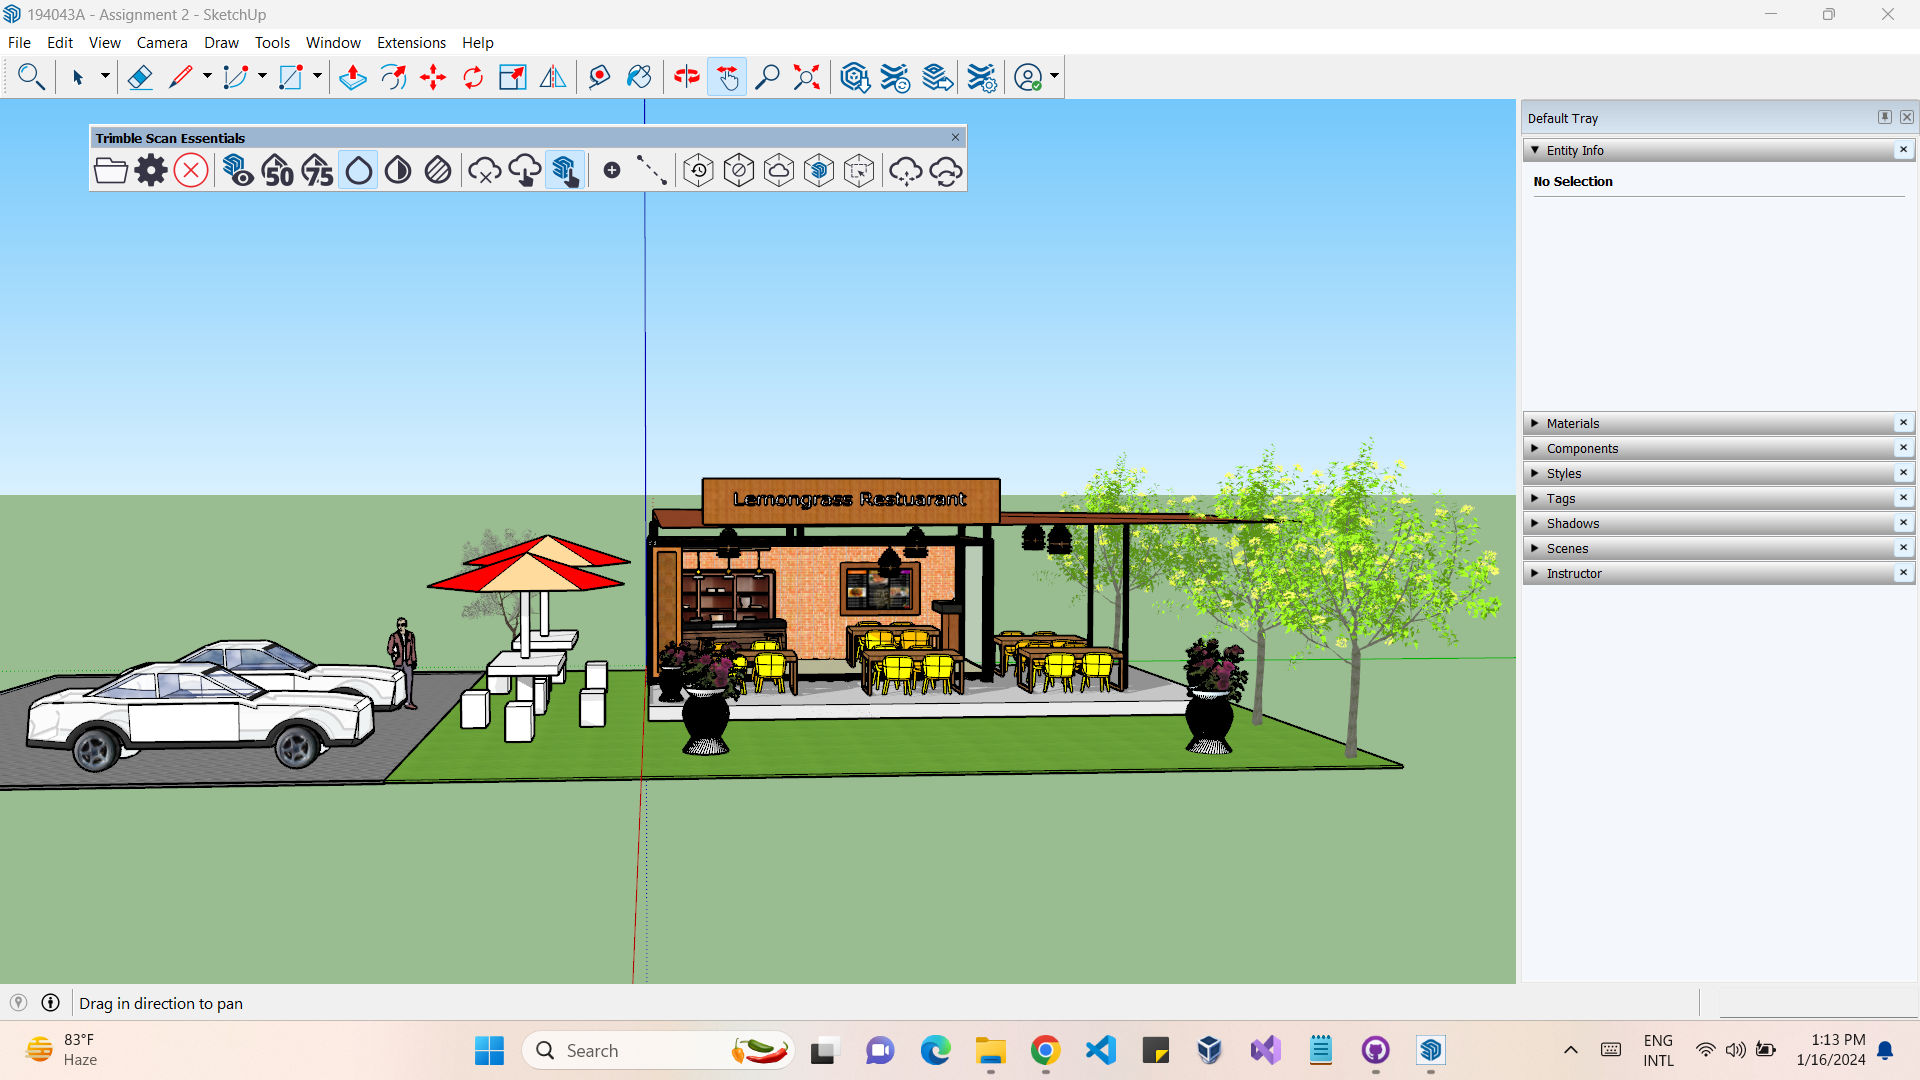 194043A - Assignment 2 - SketchUp
File Edit View Camera Draw Tools Window Extensions Help
Trimble Scan Essentials
50 75
Default Tray
Entity Info
No Selection
Materials
Components
Styles
Tags
Shadows
Scenes
Instructor
Lemongrass Restuarant
Drag in direction to pan
83°F
Haze
Search
ENG
INTL
1:13 PM
1/16/2024